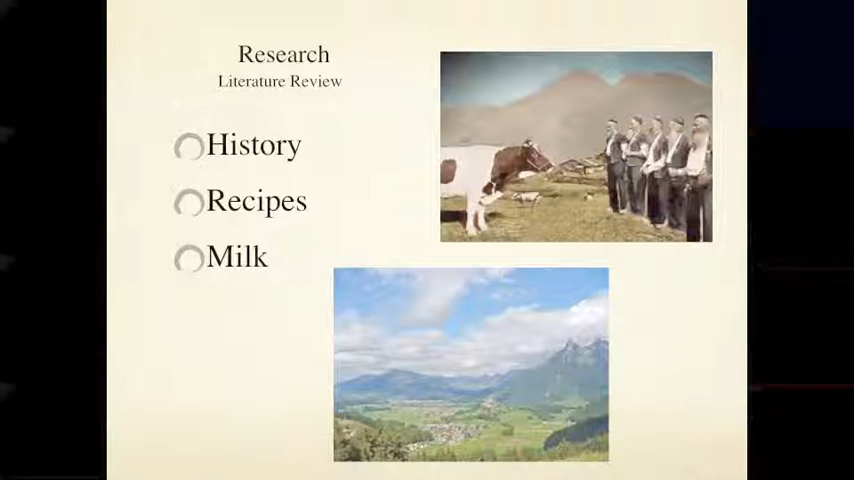 Research
Literature Review
History
Recipes
Milk